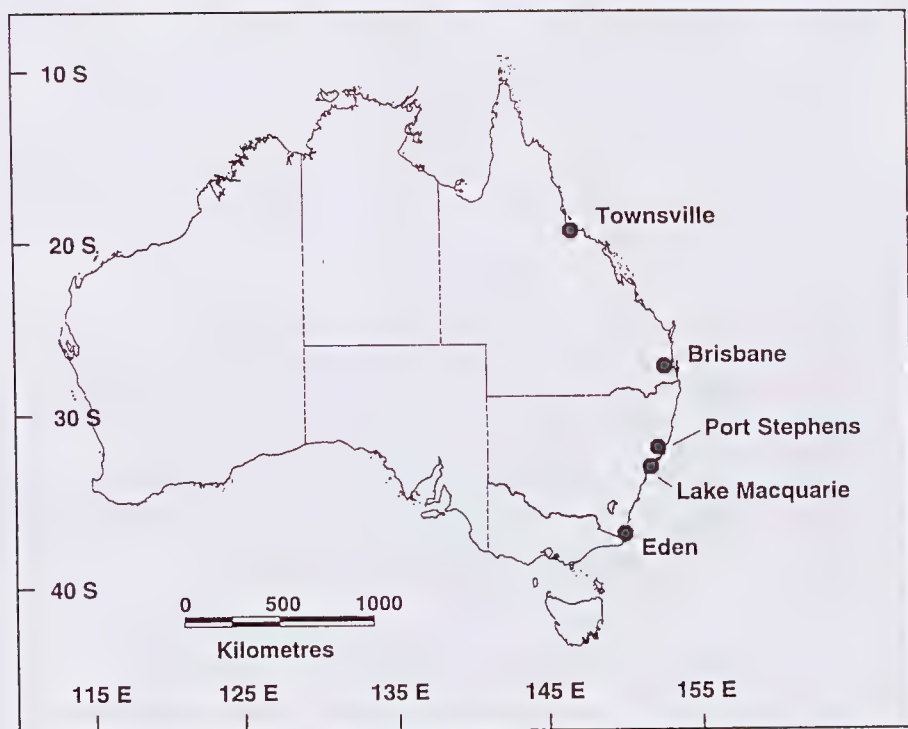 10 S
Townsville
20 S
Brisbane
30 S
Port Stephens
Lake Macquarie
Eden
40 S
0 500 1000
Kilometres
115 E 125 E 135 E 145 E 155 E